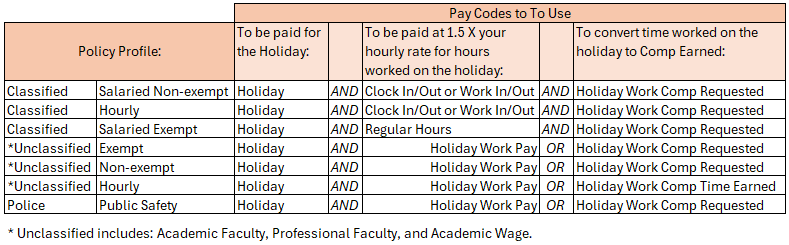 Pay Codes to To Use
Policy Profile:
To be paid for
the Holiday:
To be paid at 1.5 X your
hourly rate for hours
worked on the holiday:
To convert time worked on the
holiday to Comp Earned:
Classified Salaried Non-exempt Holiday AND Clock In/Out or Work In/Out AND Holiday Work Comp Requested
Classified Hourly Holiday AND Clock In/Out or Work In/Out AND Holiday Work Comp Requested
Classified Salaried Exempt Holiday AND Regular Hours AND Holiday Work Comp Requested
*Unclassified Exempt Holiday AND Holiday Work Pay OR Holiday Work Comp Requested
*Unclassified Non-exempt Holiday AND Holiday Work Pay OR Holiday Work Comp Requested
*Unclassified Hourly Holiday AND Holiday Work Pay OR Holiday Work Comp Time Earned
Police Public Safety Holiday AND Holiday Work Pay OR Holiday Work Comp Requested
* Unclassified includes: Academic Faculty, Professional Faculty, and Academic Wage.